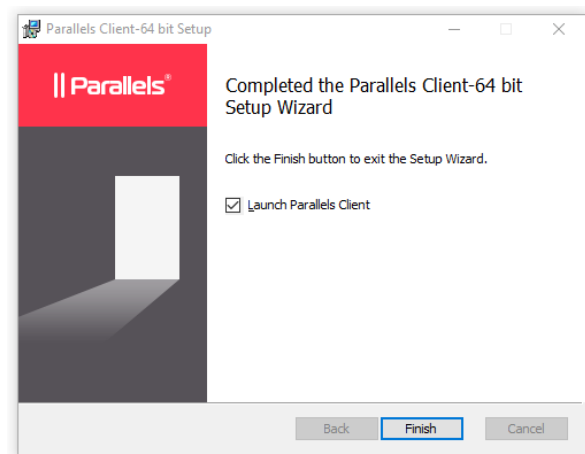 Parallels Client-64 bit Setup
|| Parallels®
Completed the Parallels Client-64 bit
Setup Wizard
Click the Finish button to exit the Setup Wizard.
Launch Parallels Client
Back
Finish
Cancel